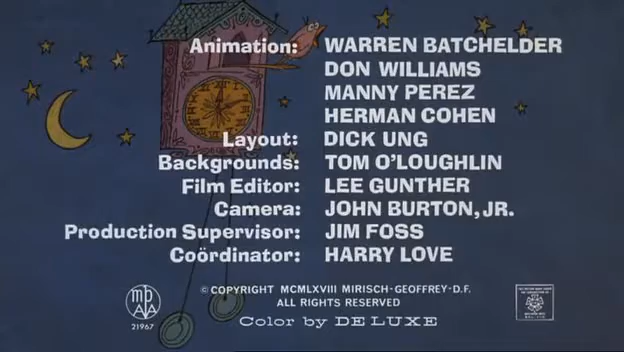 Animation: WARREN BATCHELDER
DON WILLIAMS
MANNY PEREZ
HERMAN COHEN
Layout: DICK UNG
Backgrounds: TOM O'LOUGHLIN
Film Editor: LEE GUNTHER
Camera: JOHN BURTON, JR.
Production Supervisor: JIM FOSS
Coördinator: HARRY LOVE
© COPYRIGHT MCMLXVIII MIRISCH-GEOFFREY-D.F.
ALL RIGHTS RESERVED
Color by DE LUXE
MPAA
21967